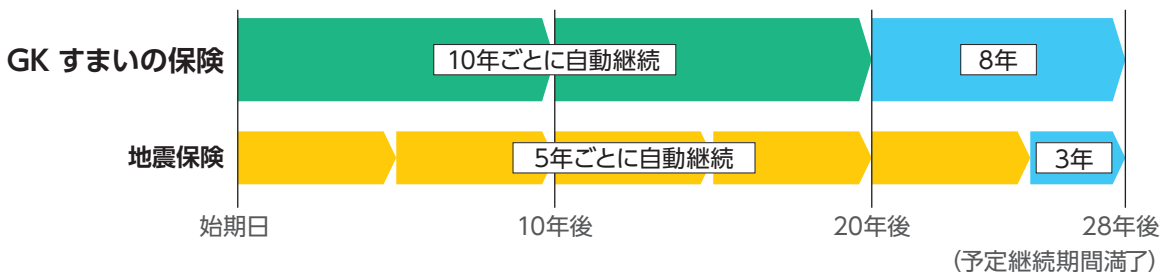 GK すまいの保険
10年ごとに自動継続
8年
地震保険
5年ごとに自動継続
3年
始期日
10年後
20年後
28年後
(予定継続期間満了)